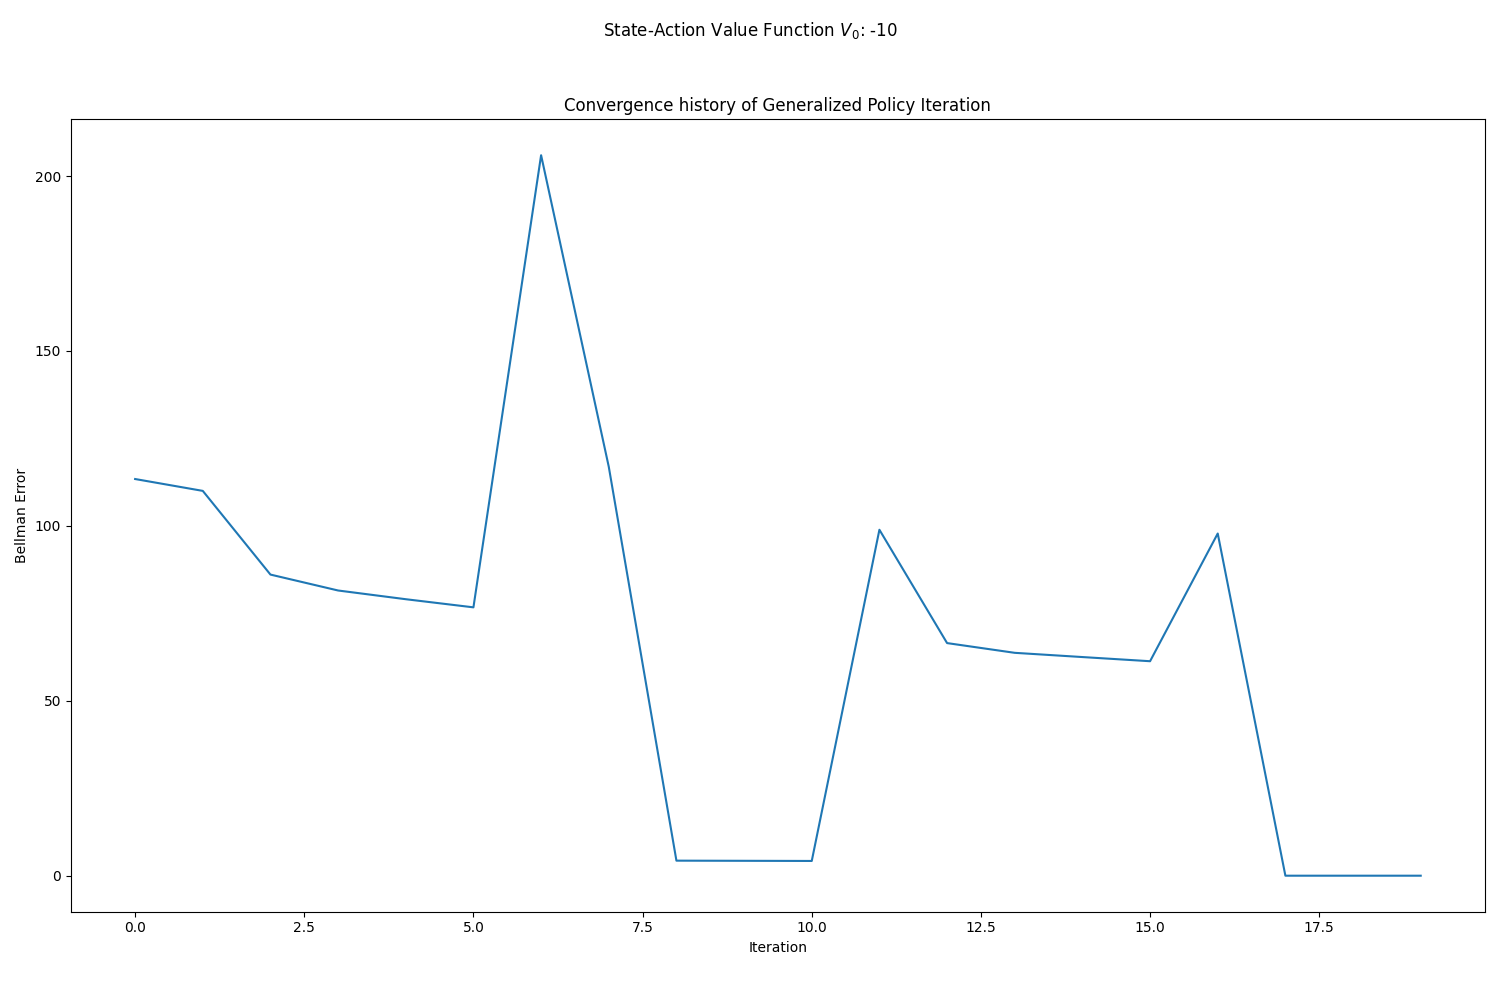 State-Action Value Function $V_0$: -10
Convergence history of Generalized Policy Iteration
200
150
100
50
0
Bellman Error
0.0 2.5 5.0 7.5 10.0 12.5 15.0 17.5
Iteration